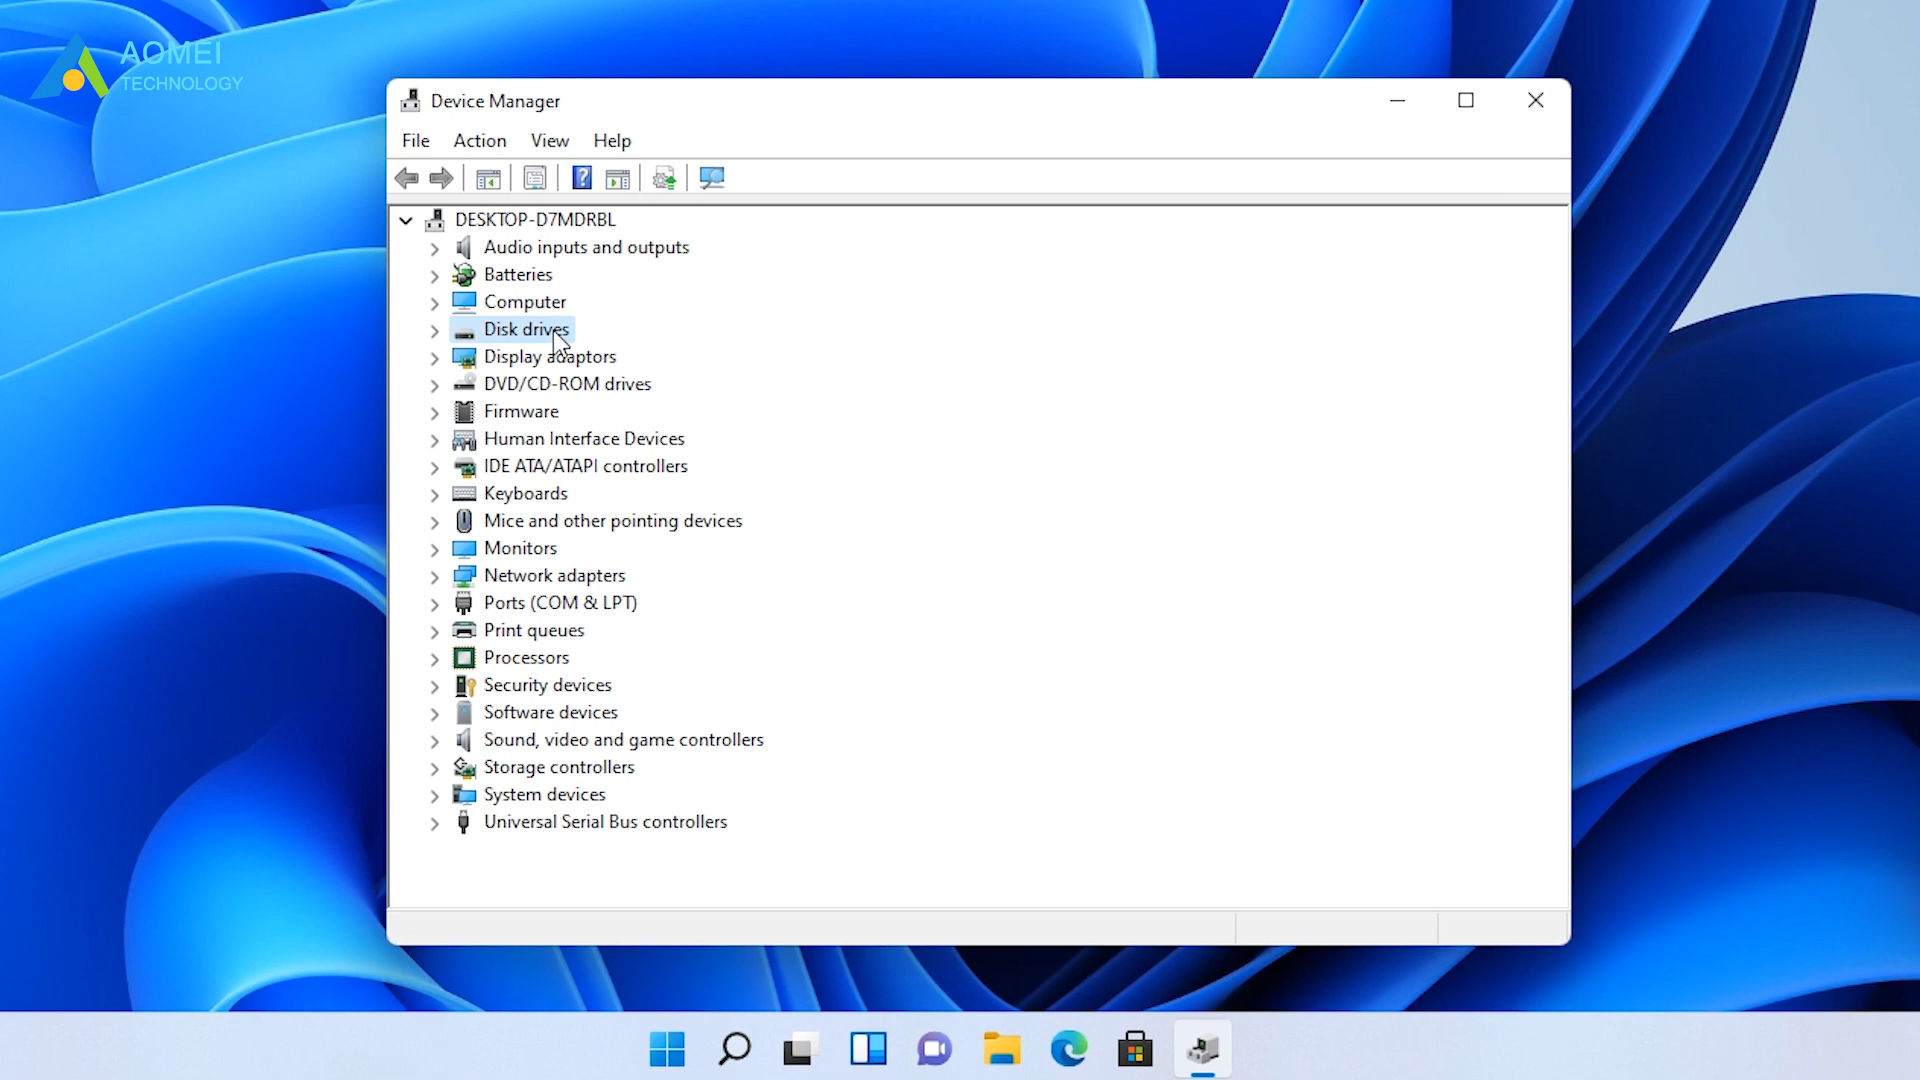 AOMEI
TECHNOLOGY
Device Manager
File Action View Help
DESKTOP-D7MDRBL
Audio inputs and outputs
Batteries
Computer
Disk drives
Display adaptors
DVD/CD-ROM drives
Firmware
Human Interface Devices
IDE ATA/ATAPI controllers
Keyboards
Mice and other pointing devices
Monitors
Network adapters
Ports (COM & LPT)
Print queues
Processors
Security devices
Software devices
Sound, video and game controllers
Storage controllers
System devices
Universal Serial Bus controllers